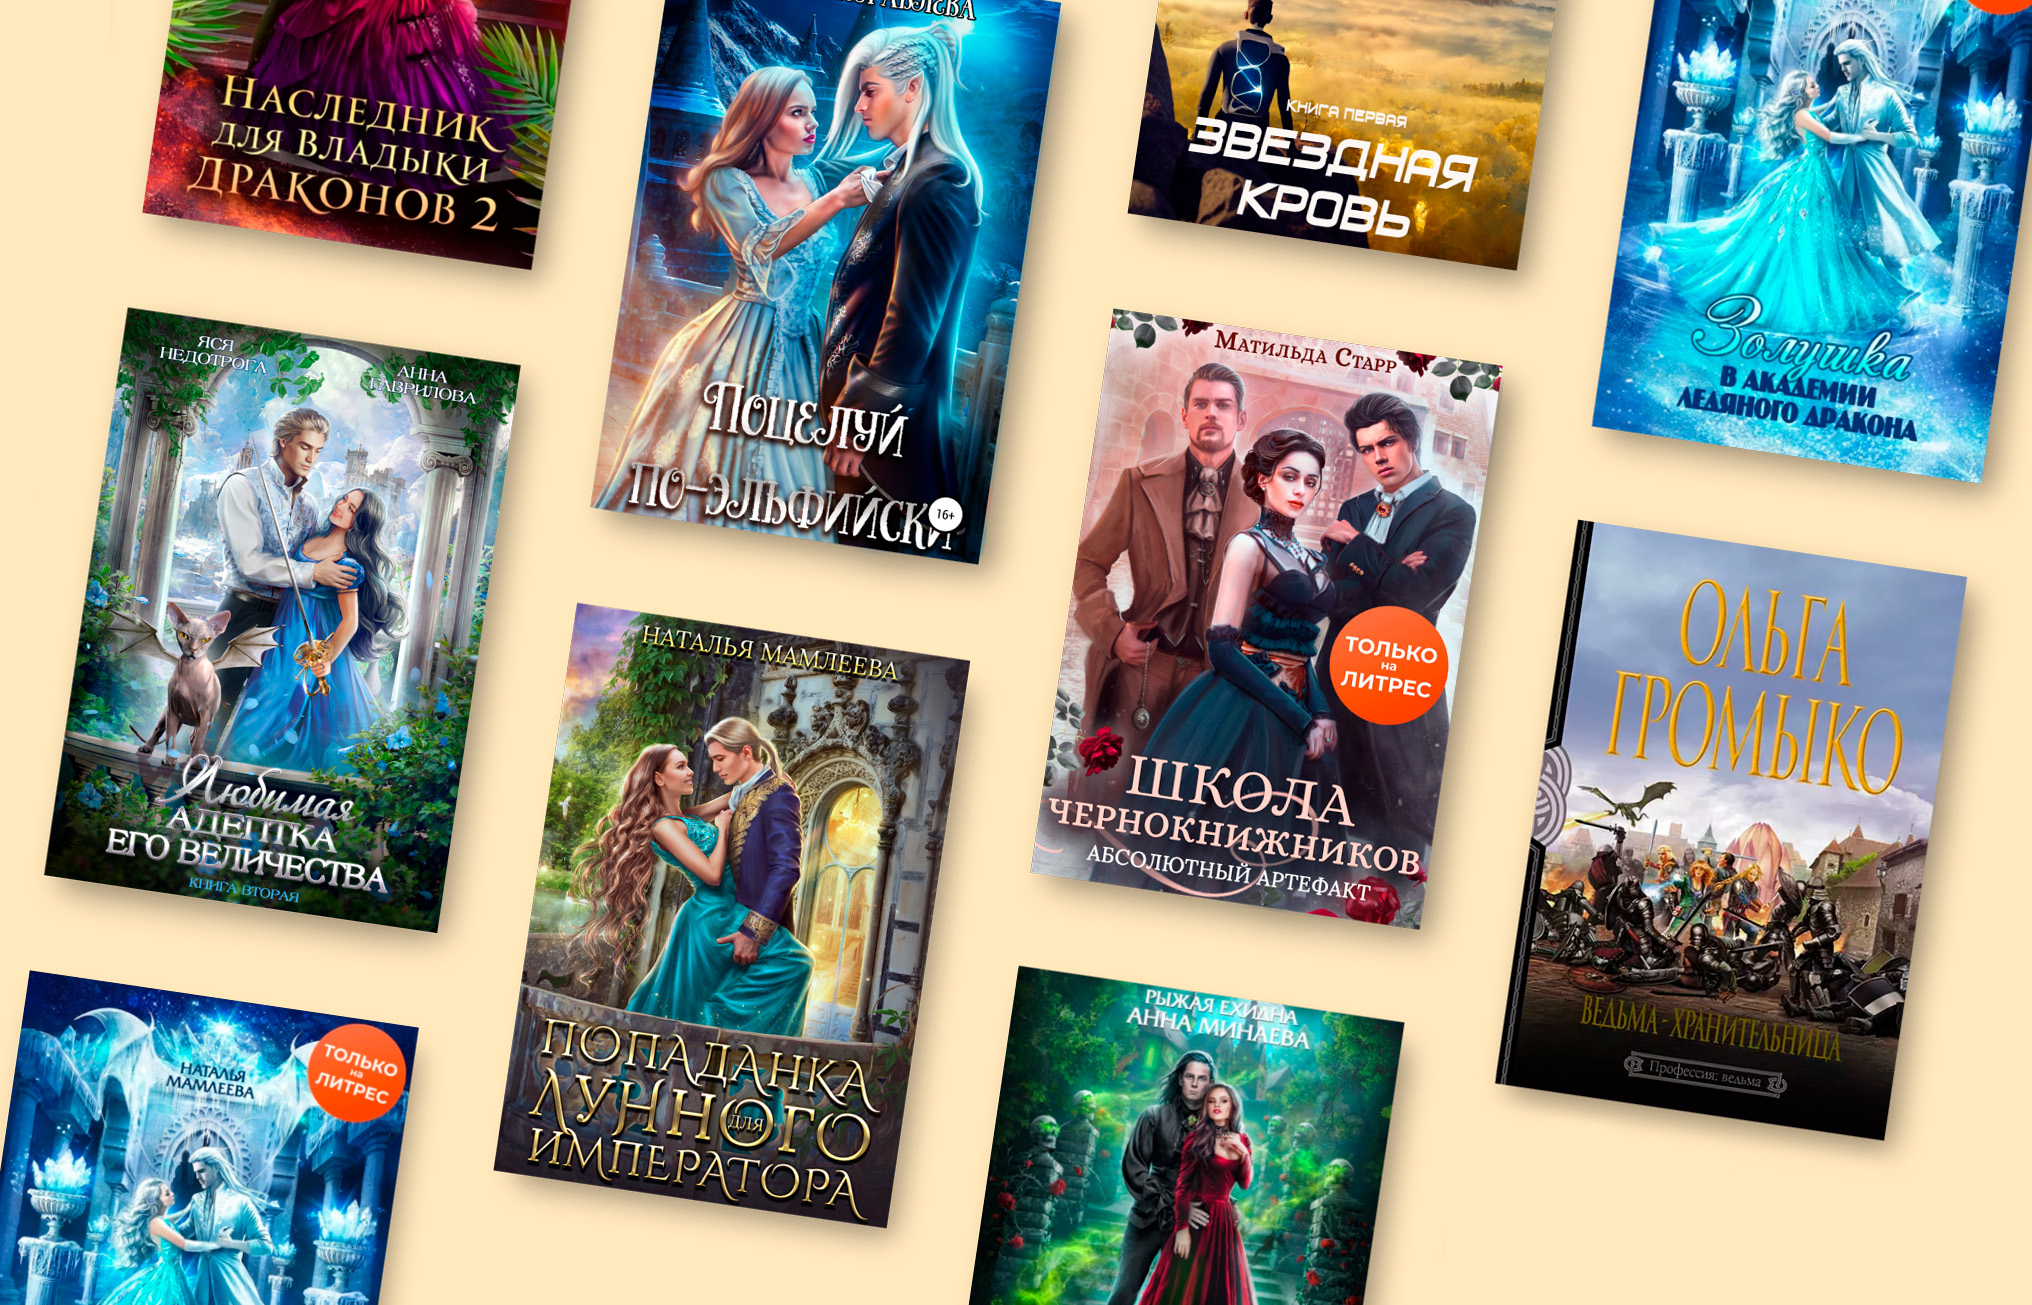 НАСЛЕДНИК
ДЛЯ ВЛАДЫКИ
ДРАКОНОВ 2
ПОЦЕЛУЙ
ПО-ЭЛЬФИЙСКИ
16+
КНИГА ПЕРВАЯ
ЗВЕЗДНАЯ
КРОВЬ
Золушка
В АКАДЕМИИ
ЛЕДЯНОГО ДРАКОНА
ЯСЯ
НЕДОТРОГА
АННА
ГАВРИЛОВА
Любимая
АДЕПТКА
ЕГО ВЕЛИЧЕСТВА
КНИГА ВТОРАЯ
НАТАЛЬЯ МАМЛЕЕВА
ПОПАДАНКА
ДЛЯ
ЛУННОГО
ИМПЕРАТОРА
МАТИЛЬДА СТАРР
ТОЛЬКО
на
ЛИТРЕС
ШКОЛА
ЧЕРНОКНИЖНИКОВ
АБСОЛЮТНЫЙ АРТЕФАКТ
ОЛЬГА
ГРОМЫКО
ВЕДЬМА-ХРАНИТЕЛЬНИЦА
Профессия: ведьма
НАТАЛЬЯ
МАМЛЕЕВА
ТОЛЬКО
на
ЛИТРЕС
РЫЖАЯ ЕХИДНА
АННА МИНАЕВА